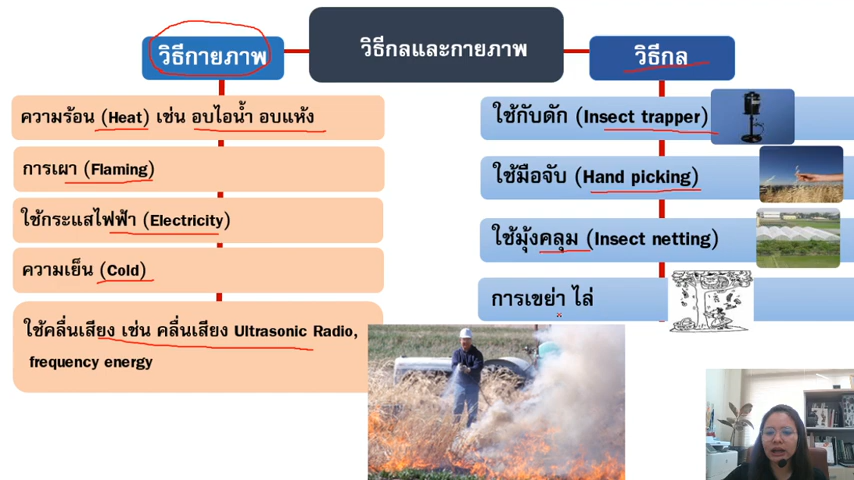 วิธีกลและกายภาพ
วิธีกายภาพ
ความร้อน (Heat) เช่น อบไอน้ำ อบแห้ง
การเผา (Flaming)
ใช้กระแสไฟฟ้า (Electricity)
ความเย็น (Cold)
ใช้คลื่นเสียง เช่น คลื่นเสียง Ultrasonic Radio,
frequency energy
วิธีกล
ใช้กับดัก (Insect trapper)
ใช้มือจับ (Hand picking)
ใช้มุ้งคลุม (Insect netting)
การเขย่า ไล่